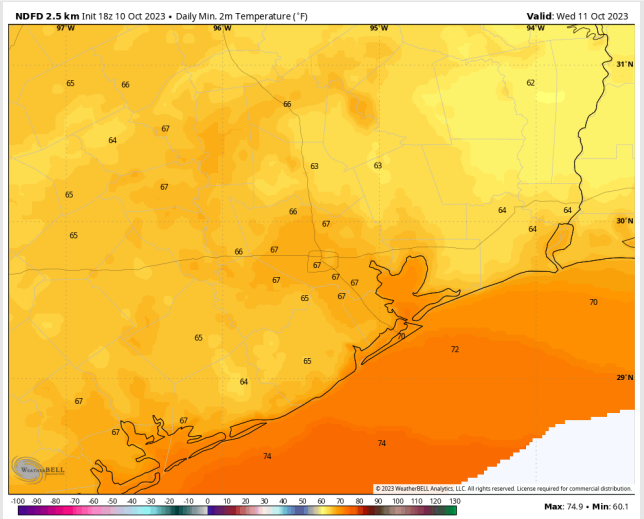 NDFD 2.5 km Init 18z 10 Oct 2023 • Daily Min. 2m Temperature (°F)
Valid: Wed 11 Oct 2023
97°W 96°W 95°W 94°W
31°N
65 66 62
66
67
64
63 63
67
65
66 64 64
67 30°N
65 64
66 67
67
67 67 67
65 67
70
65 70
72
65
29°N
64
67
67 67
74
74
WeatherBELL
© 2023 WeatherBELL Analytics, LLC. All rights reserved. License required for commercial distribution.
-100 -90 -80 -70 -60 -50 -40 -30 -20 -10 0 10 20 30 40 50 60 70 80 90 100 110 120 130
Max: 74.9 • Min: 60.1